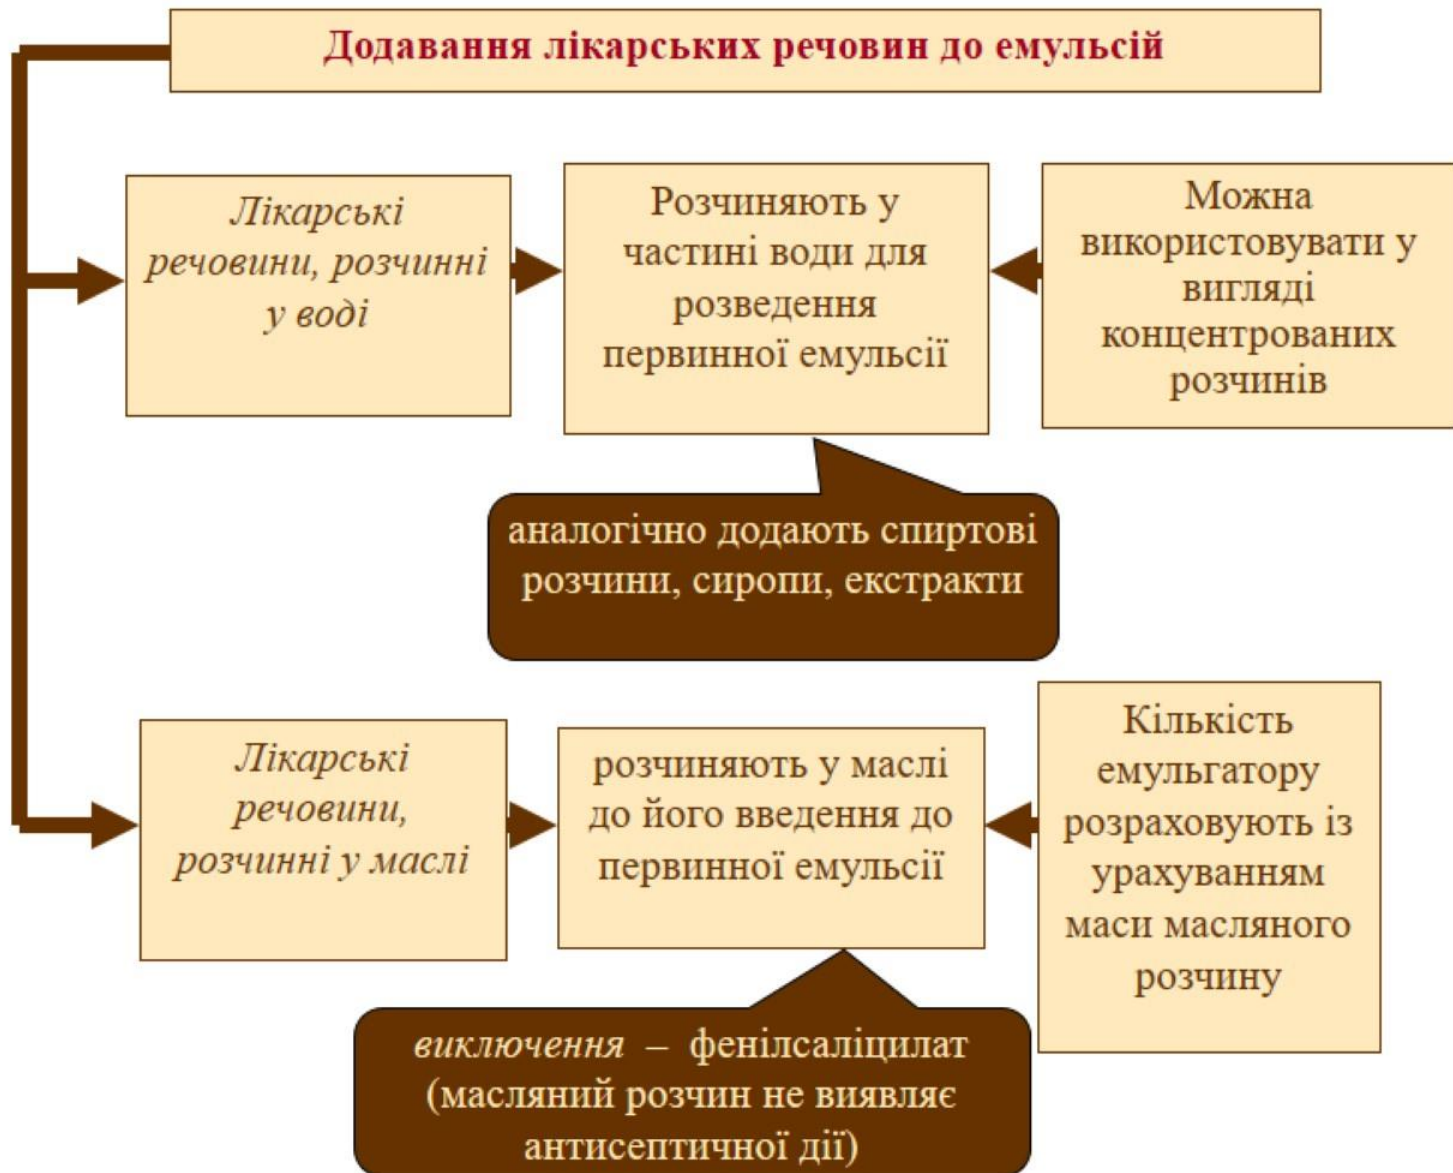 Додавання лікарських речовин до емульсій
Лікарські
речовини, розчинні
у воді
Розчиняють у
частині води для
розведення
первинної емульсії
Можна
використовувати у
вигляді
концентрованих
розчинів
аналогічно додають спиртові
розчини, сиропи, екстракти
Лікарські
речовини,
розчинні у маслі
розчиняють у маслі
до його введення до
первинної емульсії
Кількість
емульгатору
розраховують із
урахуванням
маси масляного
розчину
виключення – фенілсаліцилат
(масляний розчин не виявляє
антисептичної дії)